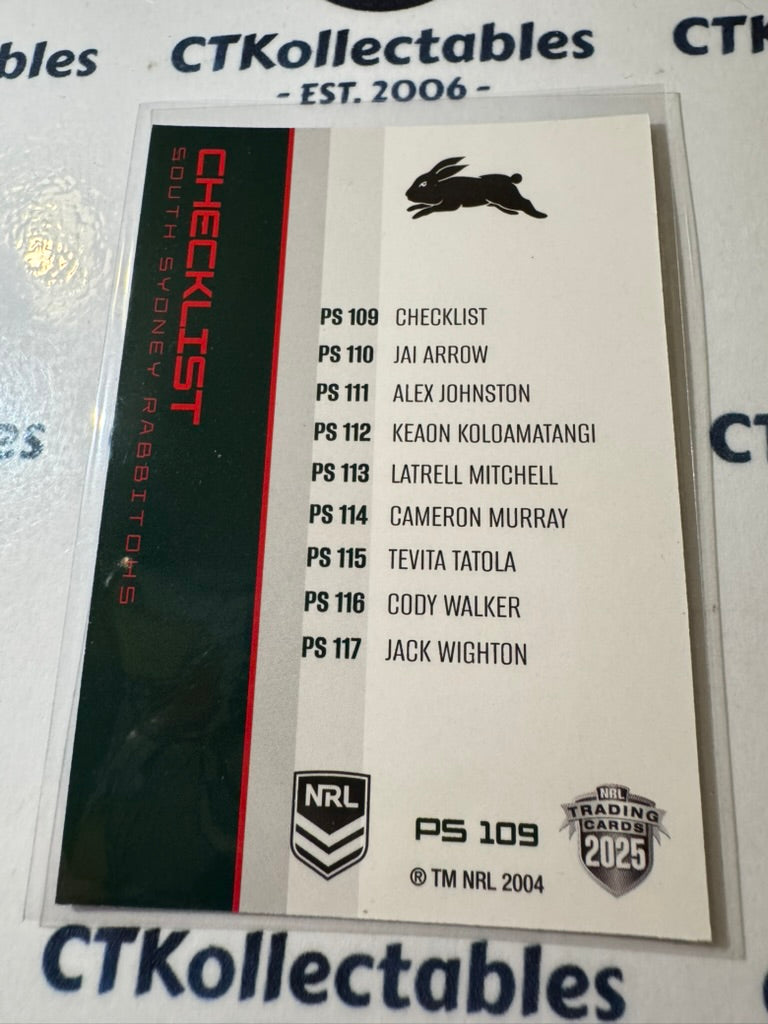 bles CTKollectables CTK
- EST. 2006 -
CHECKLIST
SOUTH SYDNEY RABBITOHS
PS 109 CHECKLIST
PS 110 JAI ARROW
PS 111 ALEX JOHNSTON
PS 112 KEAON KOLOAMATANGI
PS 113 LATRELL MITCHELL
PS 114 CAMERON MURRAY
PS 115 TEVITA TATOLA
PS 116 CODY WALKER
PS 117 JACK WIGHTON
es
CT
NRL
PS 109
® TM NRL 2004
NRL
TRADING
CARDS
2025
CTKollectables